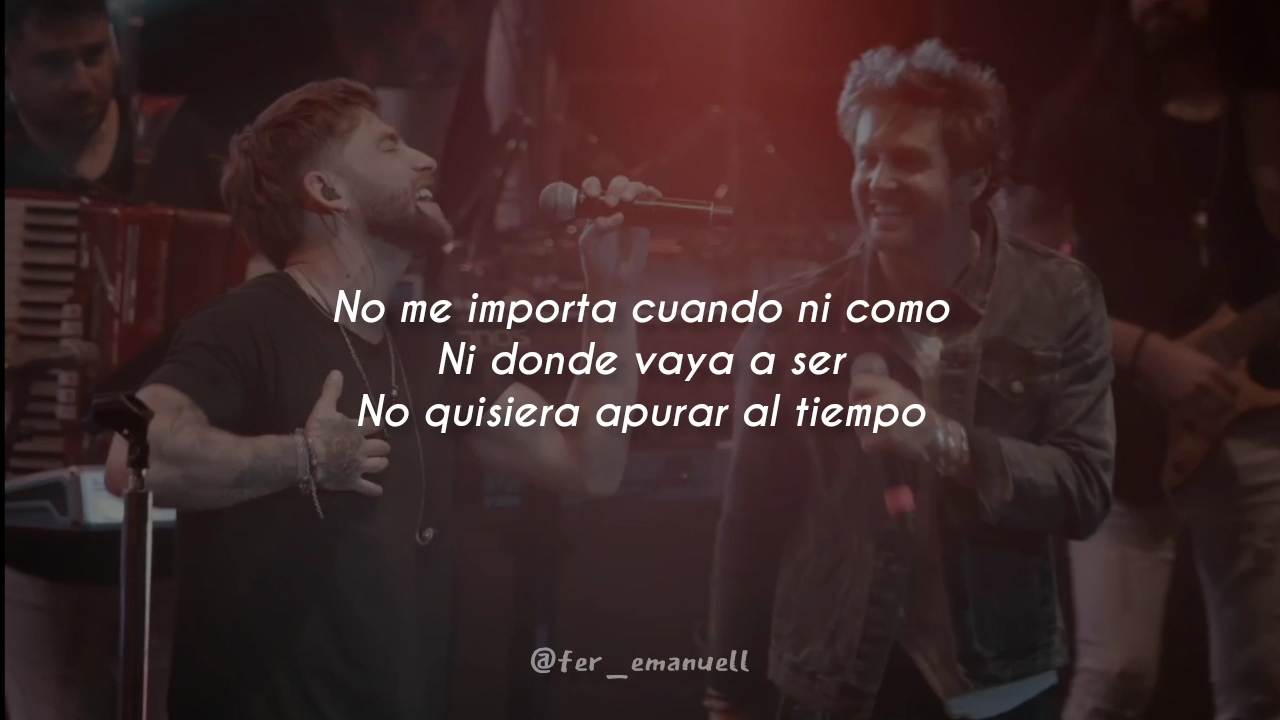 No me importa cuando ni como
Ni donde vaya a ser
No quisiera apurar al tiempo
@fer_emanuell